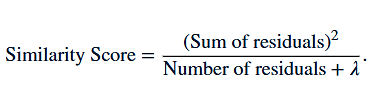 Similarity Score = (Sum of residuals)² / Number of residuals + λ .